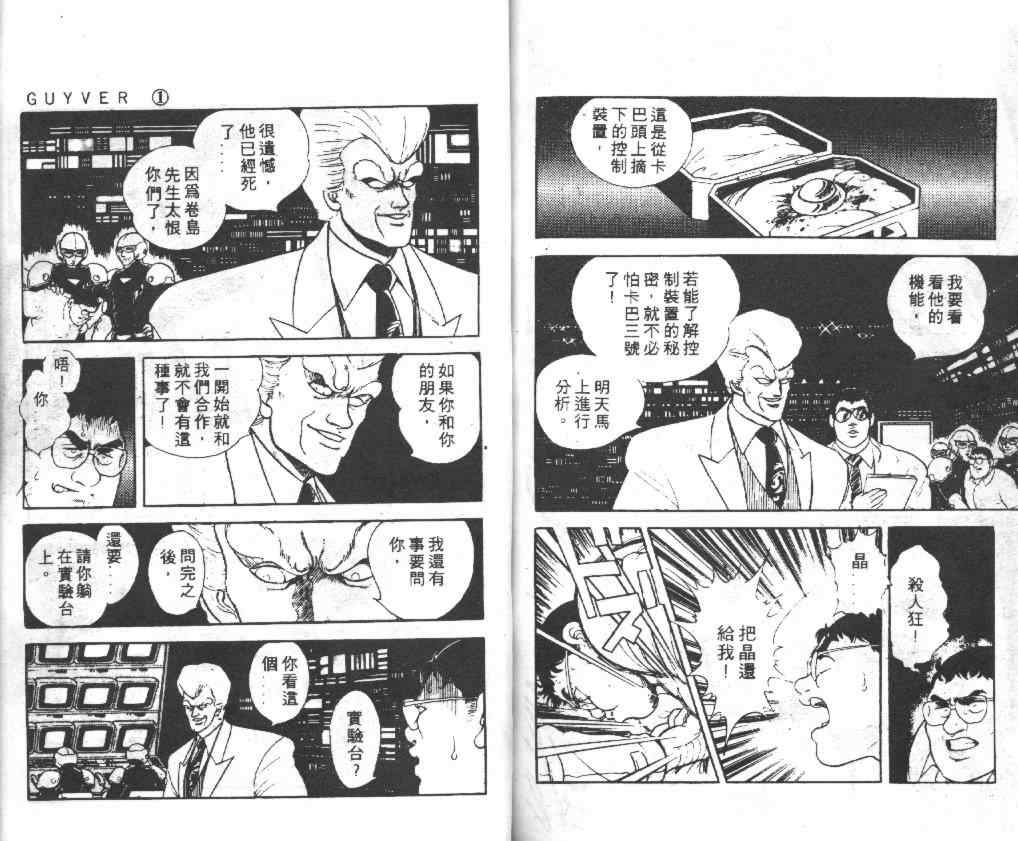 這是從卡
巴頭上摘
下的控制
裝置。
我要看
看他的
機能，
若能了解控
制裝置的秘
密，就不必
怕卡巴三號
了！
明天馬
上進行
分析。
殺人狂！
晶…
把晶還
給我！
GUYVER ①
很遺憾，
他已經死
了……
因爲卷島
先生太恨
你們了，
如果你和你
的朋友，
一開始就和
我們合作，
就不會有這
種事了！
唔！
你…
我還有
事要問
你，
問完之
後，
還要…
請你躺
在實驗台
上。
你看這
個…
實驗台？